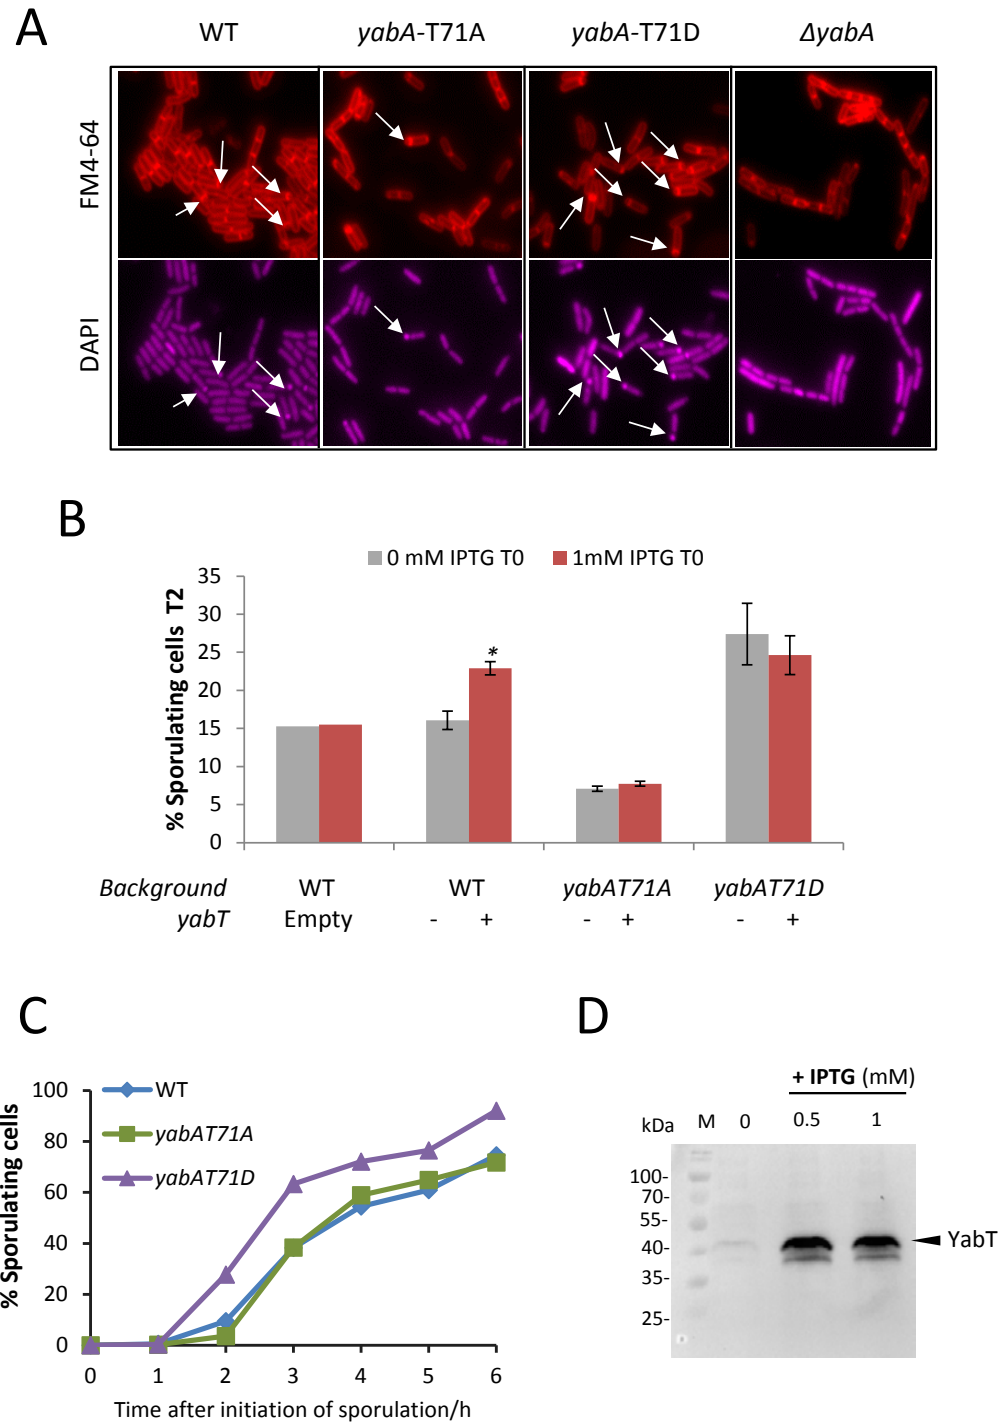 A
WT yabA-T71A yabA-T71D ΔyabA
FM4-64
DAPI
B
0 mM IPTG T0 1mM IPTG T0
% Sporulating cells T2
35
30
25
20
15
10
5
0
*
Background WT WT yabAT71A yabAT71D
yabT Empty - + - + - +
C
% Sporulating cells
100
80
60
40
20
0
WT
yabAT71A
yabAT71D
0 1 2 3 4 5 6
Time after initiation of sporulation/h
D
+ IPTG (mM)
kDa M 0 0.5 1
100-
70-
55-
40-
35-
25-
YabT